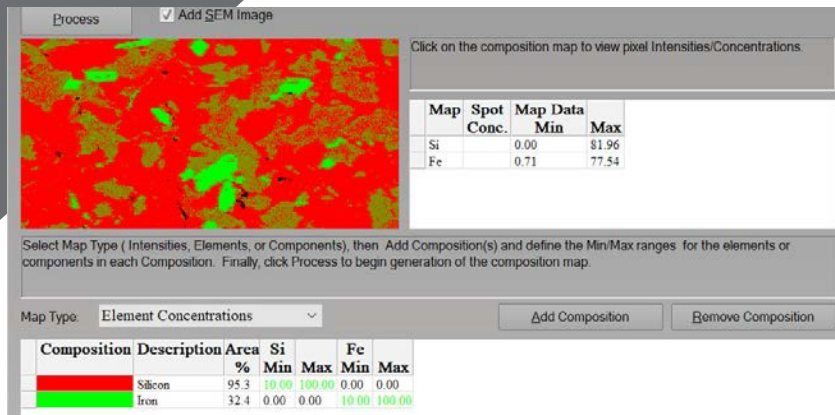 Process
Add SEM Image
Click on the composition map to view pixel Intensities/Concentrations.
Map Spot Conc. Map Data Min Max
Si 0.00 81.96
Fe 0.71 77.54
Select Map Type ( Intensities, Elements, or Components), then Add Composition(s) and define the Min/Max ranges for the elements or
components in each Composition. Finally, click Process to begin generation of the composition map.
Map Type: Element Concentrations
Add Composition
Remove Composition
Composition Description Area % Si Min Max Fe Min Max
Silicon 95.3 10.00 100.00 0.00 0.00
Iron 32.4 0.00 0.00 10.00 100.00